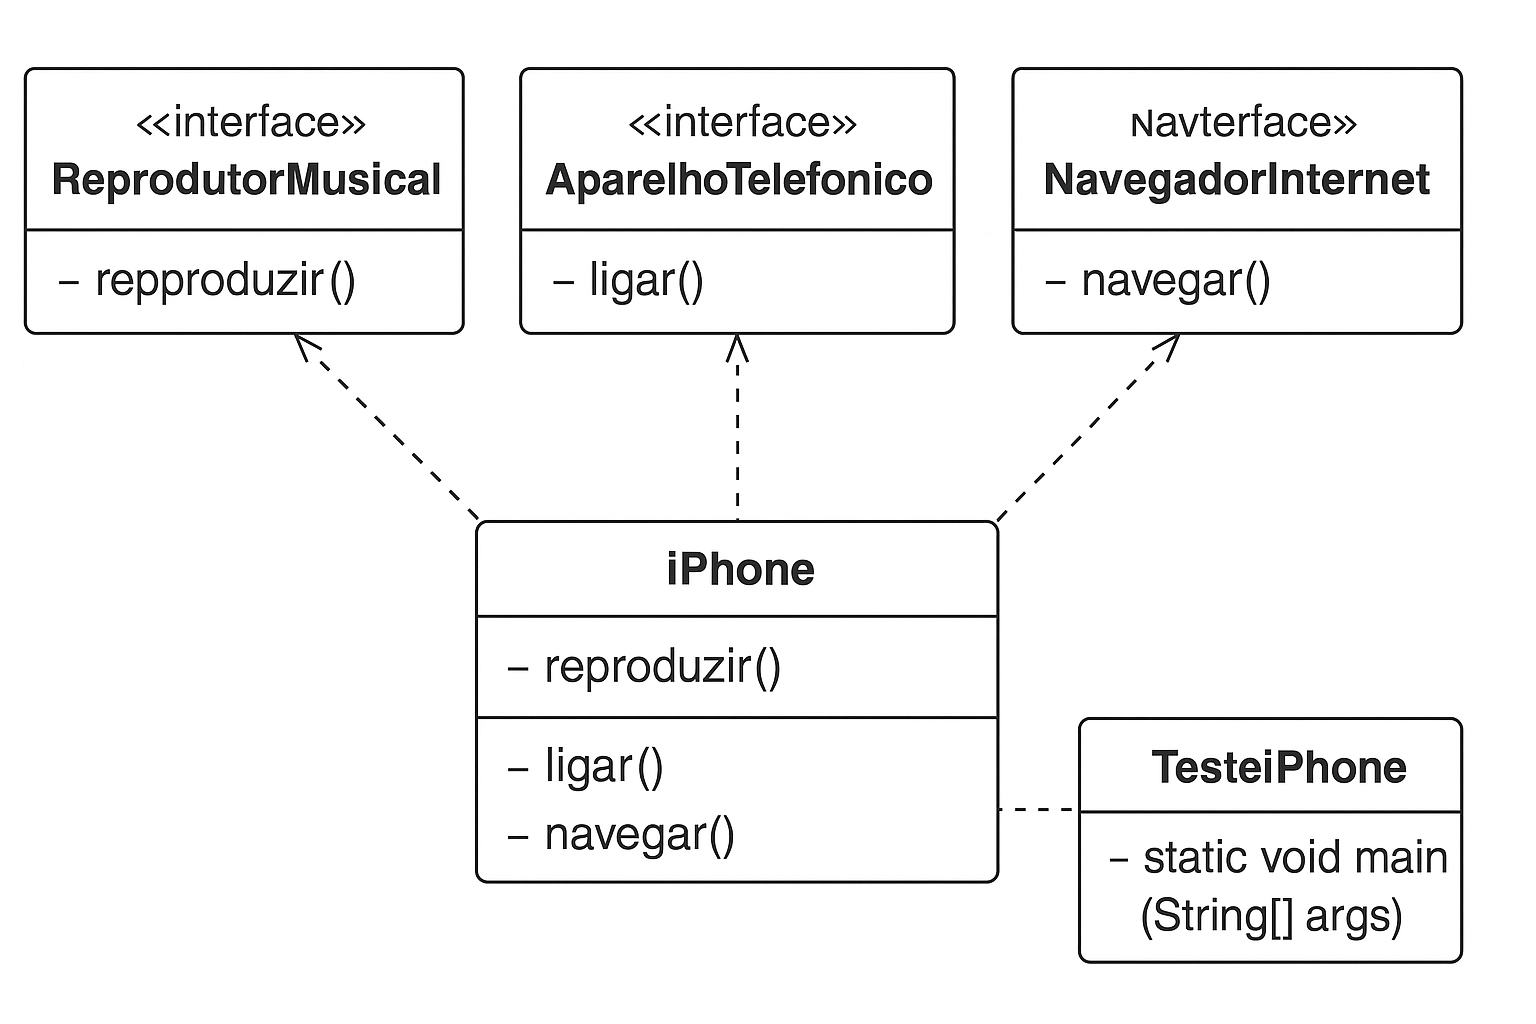 <<interface>>
ReprodutorMusical
– repproduzir()
<<interface>>
AparelhoTelefonico
– ligar()
Navterface>>
NavegadorInternet
– navegar()
iPhone
– reproduzir()
– ligar()
– navegar()
TesteiPhone
– static void main
(String[] args)